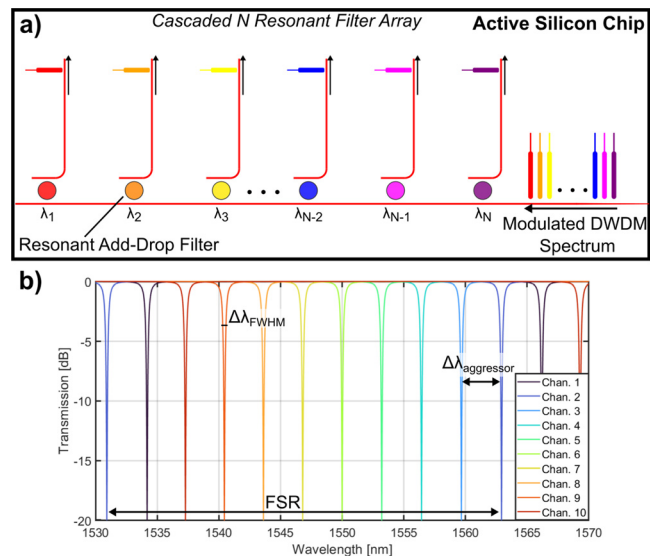 a)
Cascaded N Resonant Filter Array
Active Silicon Chip
λ1 λ2 λ3 λN-2 λN-1 λN
Resonant Add-Drop Filter
Modulated DWDM
Spectrum
b)
0
-5
-10
-15
-20
Transmission [dB]
ΔλFWHM
Δλaggressor
FSR
Chan. 1
Chan. 2
Chan. 3
Chan. 4
Chan. 5
Chan. 6
Chan. 7
Chan. 8
Chan. 9
Chan. 10
1530 1535 1540 1545 1550 1555 1560 1565 1570
Wavelength [nm]